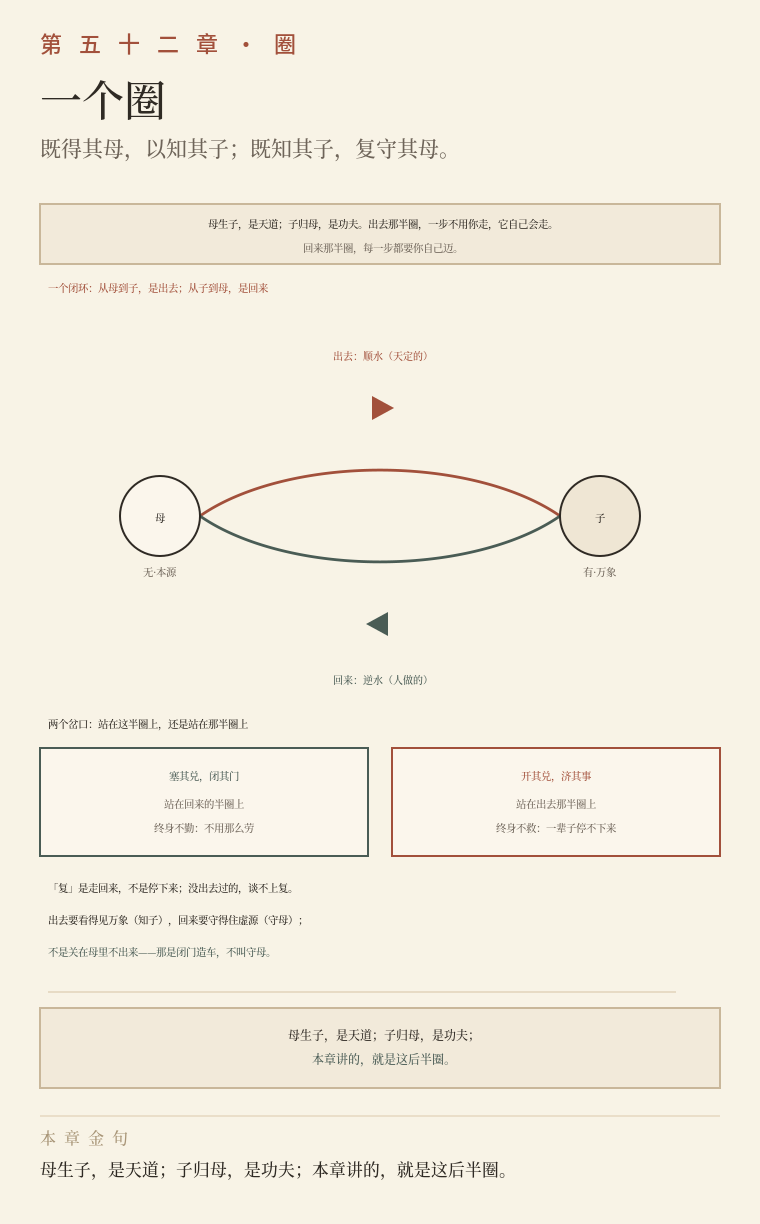 第五十二章·圈
一个圈
既得其母，以知其子；既知其子，复守其母。
母生子，是天道；子归母，是功夫。出去那半圈，一步不用你走，它自己会走。
回来那半圈，每一步都要你自己迈。
一个闭环：从母到子，是出去；从子到母，是回来
出去：顺水（天定的）
母
子
无·本源
有·万象
回来：逆水（人做的）
两个岔口：站在这半圈上，还是站在那半圈上
塞其兑，闭其门
站在回来的半圈上
终身不勤：不用那么劳
开其兑，济其事
站在出去那半圈上
终身不救：一辈子停不下来
「复」是走回来，不是停下来；没出去过的，谈不上复。
出去要看得见万象（知子），回来要守得住虚源（守母）；
不是关在母里不出来——那是闭门造车，不叫守母。
母生子，是天道；子归母，是功夫；
本章讲的，就是这后半圈。
本章金句
母生子，是天道；子归母，是功夫；本章讲的，就是这后半圈。